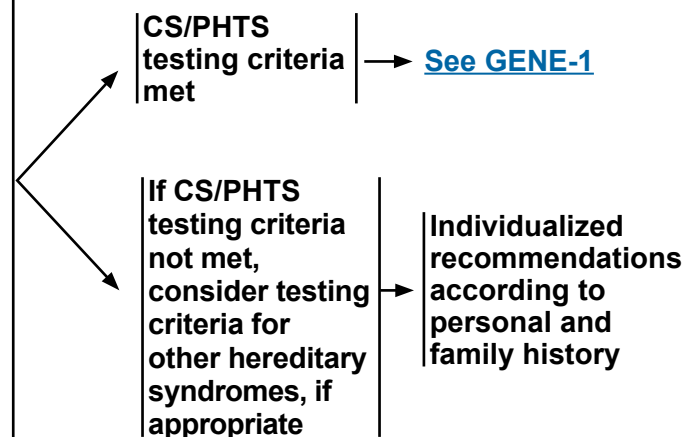 CS/PHTS
testing criteria
met
See GENE-1
If CS/PHTS
testing criteria
not met,
consider testing
criteria for
other hereditary
syndromes, if
appropriate
Individualized
recommendations
according to
personal and
family history